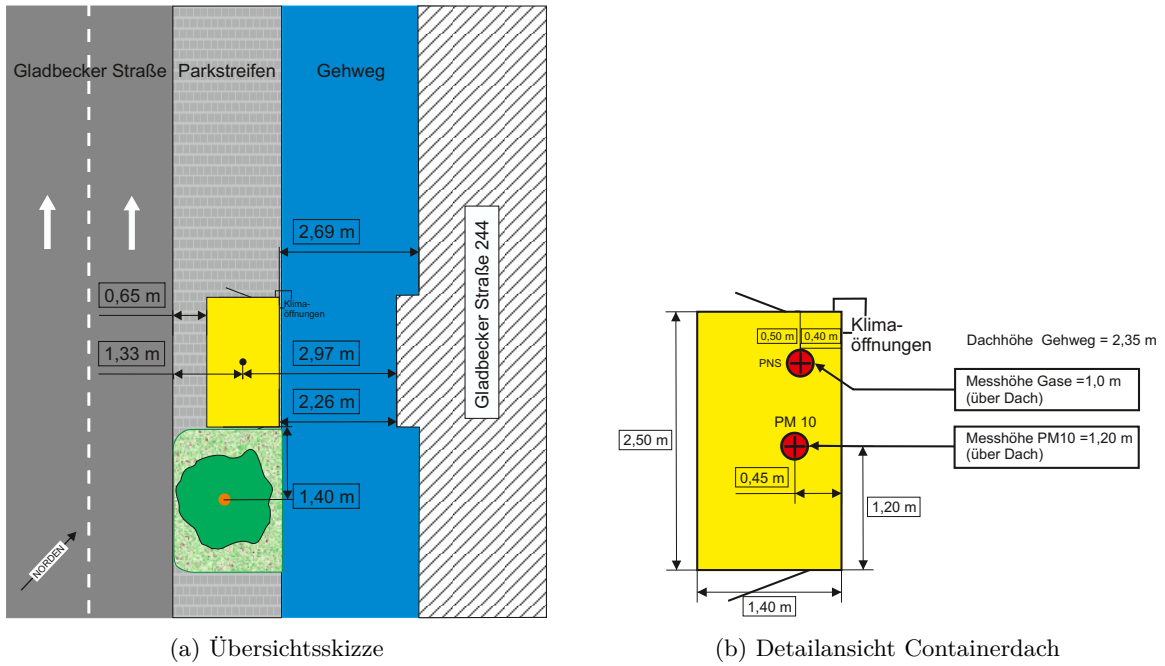 Gladbecker Straße
Parkstreifen
Gehweg
2,69 m
0,65 m
Klima-
öffnungen
1,33 m
2,97 m
2,26 m
1,40 m
NORDEN
Gladbecker Straße 244
(a) Übersichtsskizze
0,50 m
0,40 m
Klima-
öffnungen
PNS
Dachhöhe Gehweg = 2,35 m
Messhöhe Gase =1,0 m
(über Dach)
PM 10
Messhöhe PM10 =1,20 m
(über Dach)
2,50 m
0,45 m
1,20 m
1,40 m
(b) Detailansicht Containerdach